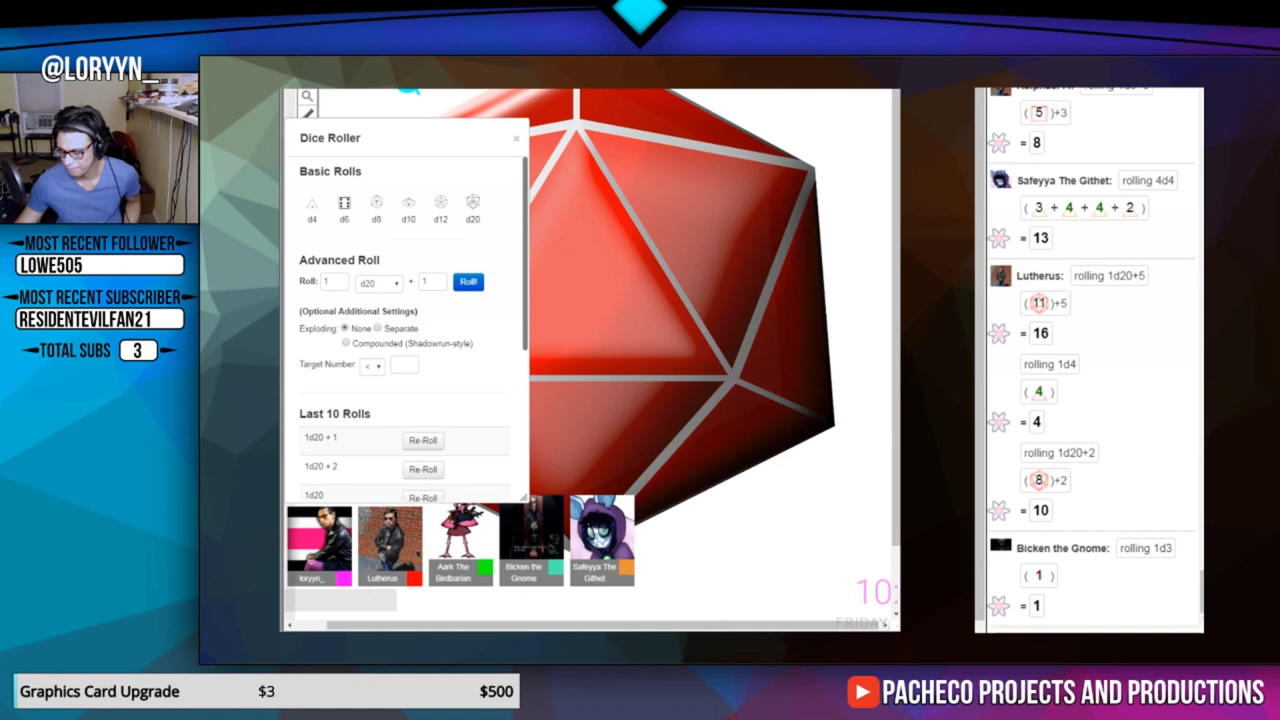 @LORYYN_
MOST RECENT FOLLOWER
LOWE505
MOST RECENT SUBSCRIBER
RESIDENTEVILFAN21
TOTAL SUBS 3
Dice Roller ×
Basic Rolls
d4 d6 d8 d10 d12 d20
Advanced Roll
Roll: 1 d20 + 1 Roll!
(Optional Additional Settings)
Exploding: None Separate
Compounded (Shadowrun-style)
Target Number: <
Last 10 Rolls
1d20 + 1 Re-Roll
1d20 + 2 Re-Roll
1d20 Re-Roll
loryyn_
Lutherus
Aark The
Birdbarian
Bicken the
Gnome
Safeyya The
Githet
10:
FRIDAY
(5)+3
= 8
Safeyya The Githet: rolling 4d4
(3 + 4 + 4 + 2)
= 13
Lutherus: rolling 1d20+5
(11)+5
= 16
rolling 1d4
(4)
= 4
rolling 1d20+2
(8)+2
= 10
Bicken the Gnome: rolling 1d3
(1)
= 1
Graphics Card Upgrade $3 $500
PACHECO PROJECTS AND PRODUCTIONS